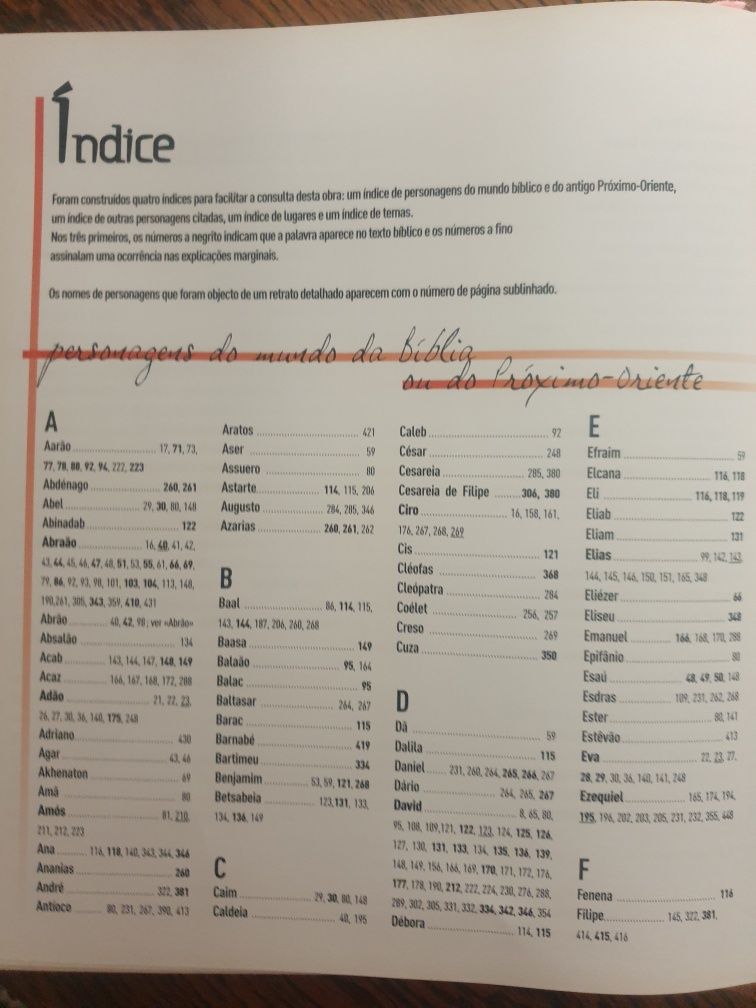 Índice
Foram construídos quatro índices para facilitar a consulta desta obra: um índice de personagens do mundo bíblico e do antigo Próximo-Oriente,
um índice de outras personagens citadas, um índice de lugares e um índice de temas.
Nos três primeiros, os números a negrito indicam que a palavra aparece no texto bíblico e os números a fino
assinalam uma ocorrência nas explicações marginais.
Os nomes de personagens que foram objecto de um retrato detalhado aparecem com o número de página sublinhado.
personagens do mundo da Bíblia
ou do Próximo-Oriente
A
Aarão 17, 71, 73,
77, 78, 88, 92, 94, 222, 223
Abdénago 260, 261
Abel 29, 30, 80, 148
Abinadab 122
Abraão 16, 40, 41, 42,
43, 44, 45, 46, 47, 48, 51, 53, 55, 61, 66, 69,
79, 86, 92, 93, 98, 101, 103, 104, 113, 148,
190, 261, 305, 343, 359, 410, 431
Abrão 40, 42, 98; ver «Abraão»
Absalão 134
Acab 143, 144, 147, 148, 149
Acaz 166, 167, 168, 172, 288
Adão 21, 22, 23,
26, 27, 30, 36, 140, 175, 248
Adriano 430
Agar 43, 46
Akhenaton 69
Amã 80
Amós 81, 210,
211, 212, 223
Ana 116, 118, 140, 343, 344, 346
Ananias 260
André 322, 381
Antíoco 80, 231, 267, 390, 413
Aratos 421
Aser 59
Assuero 80
Astarte 114, 115, 206
Augusto 284, 285, 346
Azarias 260, 261, 262
B
Baal 86, 114, 115,
143, 144, 187, 206, 260, 268
Baasa 149
Balaão 95, 164
Balac 95
Baltasar 264, 267
Barac 115
Barnabé 419
Bartimeu 334
Benjamim 53, 59, 121, 268
Betsabeia 123, 131, 133,
134, 136, 149
C
Caim 29, 30, 80, 148
Caldeia 40, 195
Caleb 92
César 248
Cesareia 285, 380
Cesareia de Filipe 306, 380
Ciro 16, 158, 161,
176, 267, 268, 269
Cis 121
Cléofas 368
Cleópatra 284
Coélet 256, 257
Creso 269
Cuza 350
D
Dã 59
Dalila 115
Daniel 231, 260, 264, 265, 266, 267
Dário 264, 265, 267
David 8, 65, 80,
95, 108, 109, 121, 122, 123, 124, 125, 126,
127, 130, 131, 133, 134, 135, 136, 139,
148, 149, 156, 166, 169, 170, 171, 172, 176,
177, 178, 190, 212, 222, 224, 230, 276, 288,
289, 302, 305, 331, 332, 334, 342, 346, 354
Débora 114, 115
E
Efraim 59
Elcana 116, 118
Eli 116, 118, 119
Eliab 122
Eliam 131
Elias 99, 142, 143,
144, 145, 146, 150, 151, 165, 348
Eliézer 66
Eliseu 348
Emanuel 166, 168, 170, 288
Epifânio 80
Esaú 48, 49, 50, 148
Esdras 109, 231, 262, 268
Ester 80, 141
Estêvão 413
Eva 22, 23, 27,
28, 29, 30, 36, 140, 141, 248
Ezequiel 165, 174, 194,
195, 196, 202, 203, 205, 231, 232, 355, 448
F
Fenena 116
Filipe 145, 322, 381,
414, 415, 416